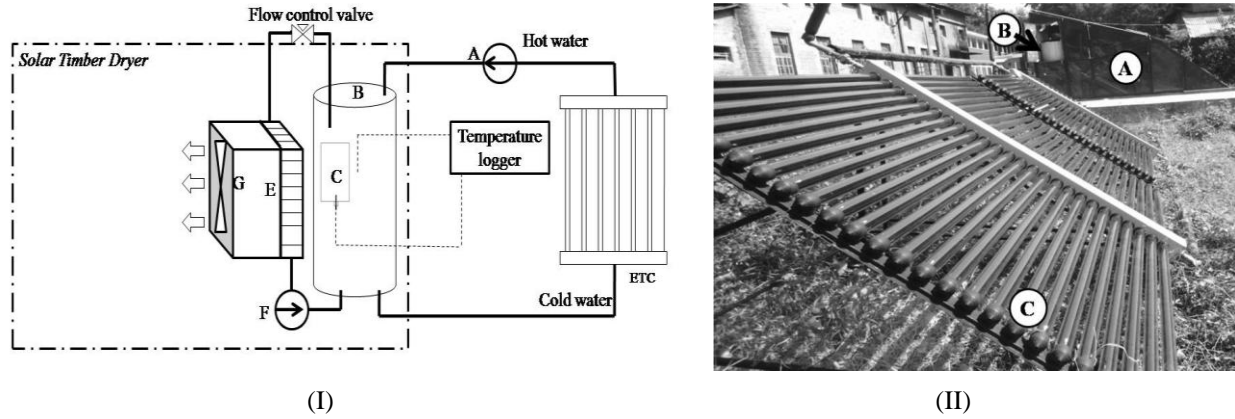 Flow control valve
Solar Timber Dryer
Hot water
A
B
Temperature
logger
C
G
E
F
ETC
Cold water
(I)
B
A
C
(II)